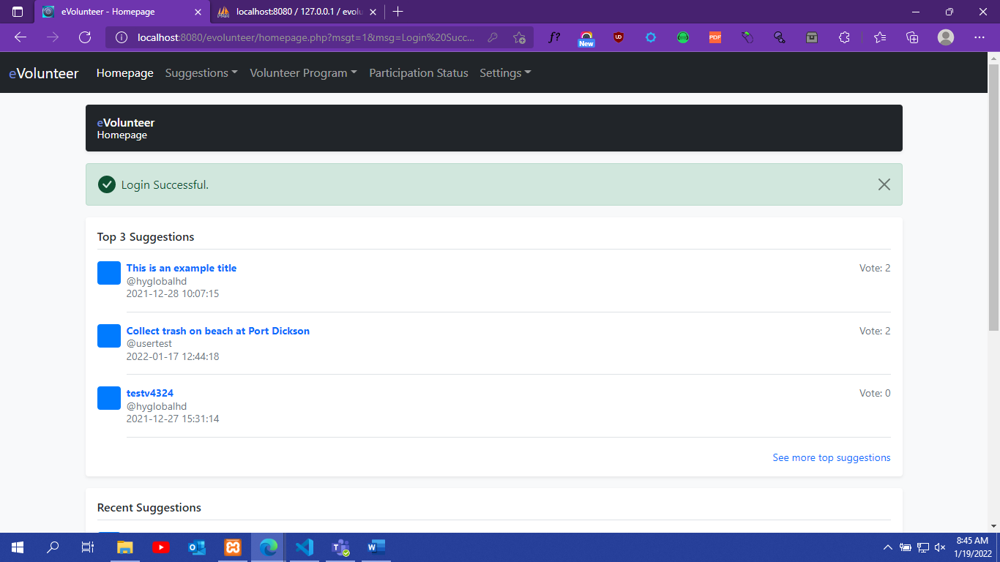 eVolunteer - Homepage
localhost:8080 / 127.0.0.1 / evolu
localhost:8080/evolunteer/homepage.php?msgt=1&msg=Login%20Succ...
f?
New
UD
PDF
eVolunteer Homepage Suggestions Volunteer Program Participation Status Settings
eVolunteer
Homepage
Login Successful.
Top 3 Suggestions
This is an example title Vote: 2
@hyglobalhd
2021-12-28 10:07:15
Collect trash on beach at Port Dickson Vote: 2
@usertest
2022-01-17 12:44:18
testv4324 Vote: 0
@hyglobalhd
2021-12-27 15:31:14
See more top suggestions
Recent Suggestions
8:45 AM
1/19/2022